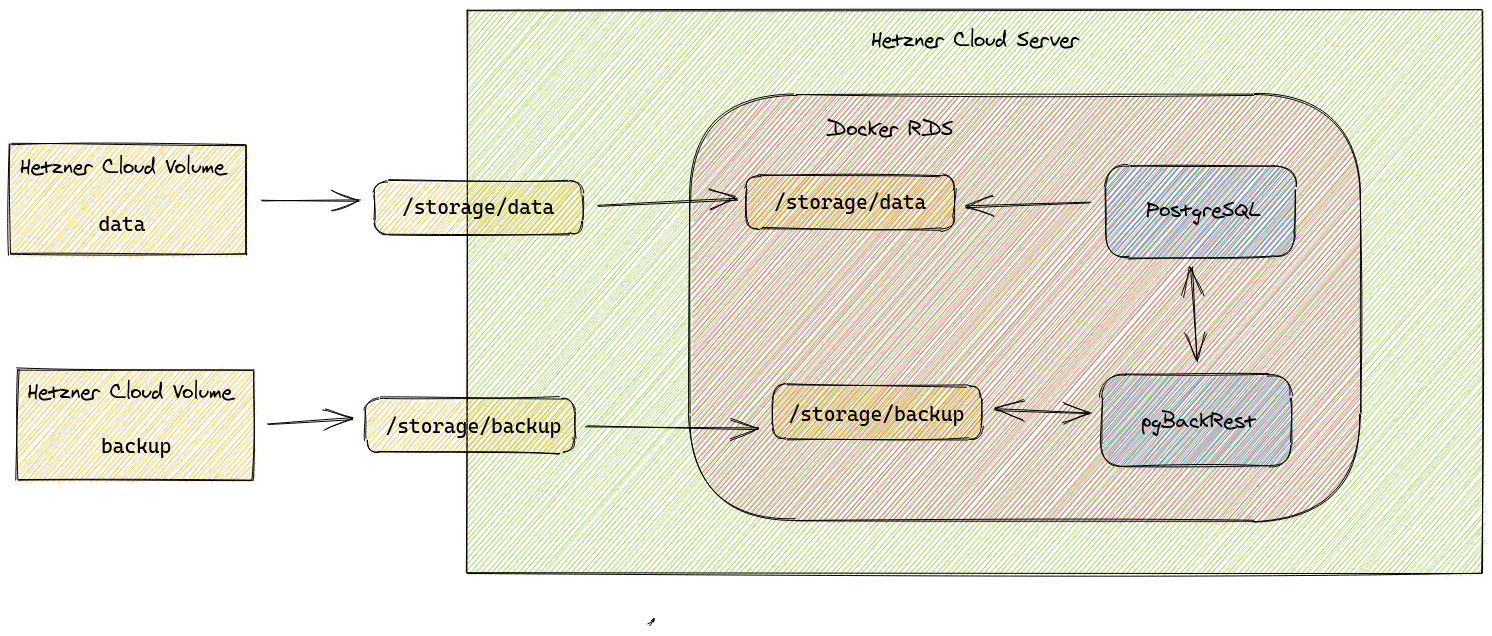 Hetzner Cloud Server
Docker RDS
Hetzner Cloud Volume
data
/storage/data
/storage/data
PostgreSQL
Hetzner Cloud Volume
backup
/storage/backup
/storage/backup
pgBackRest